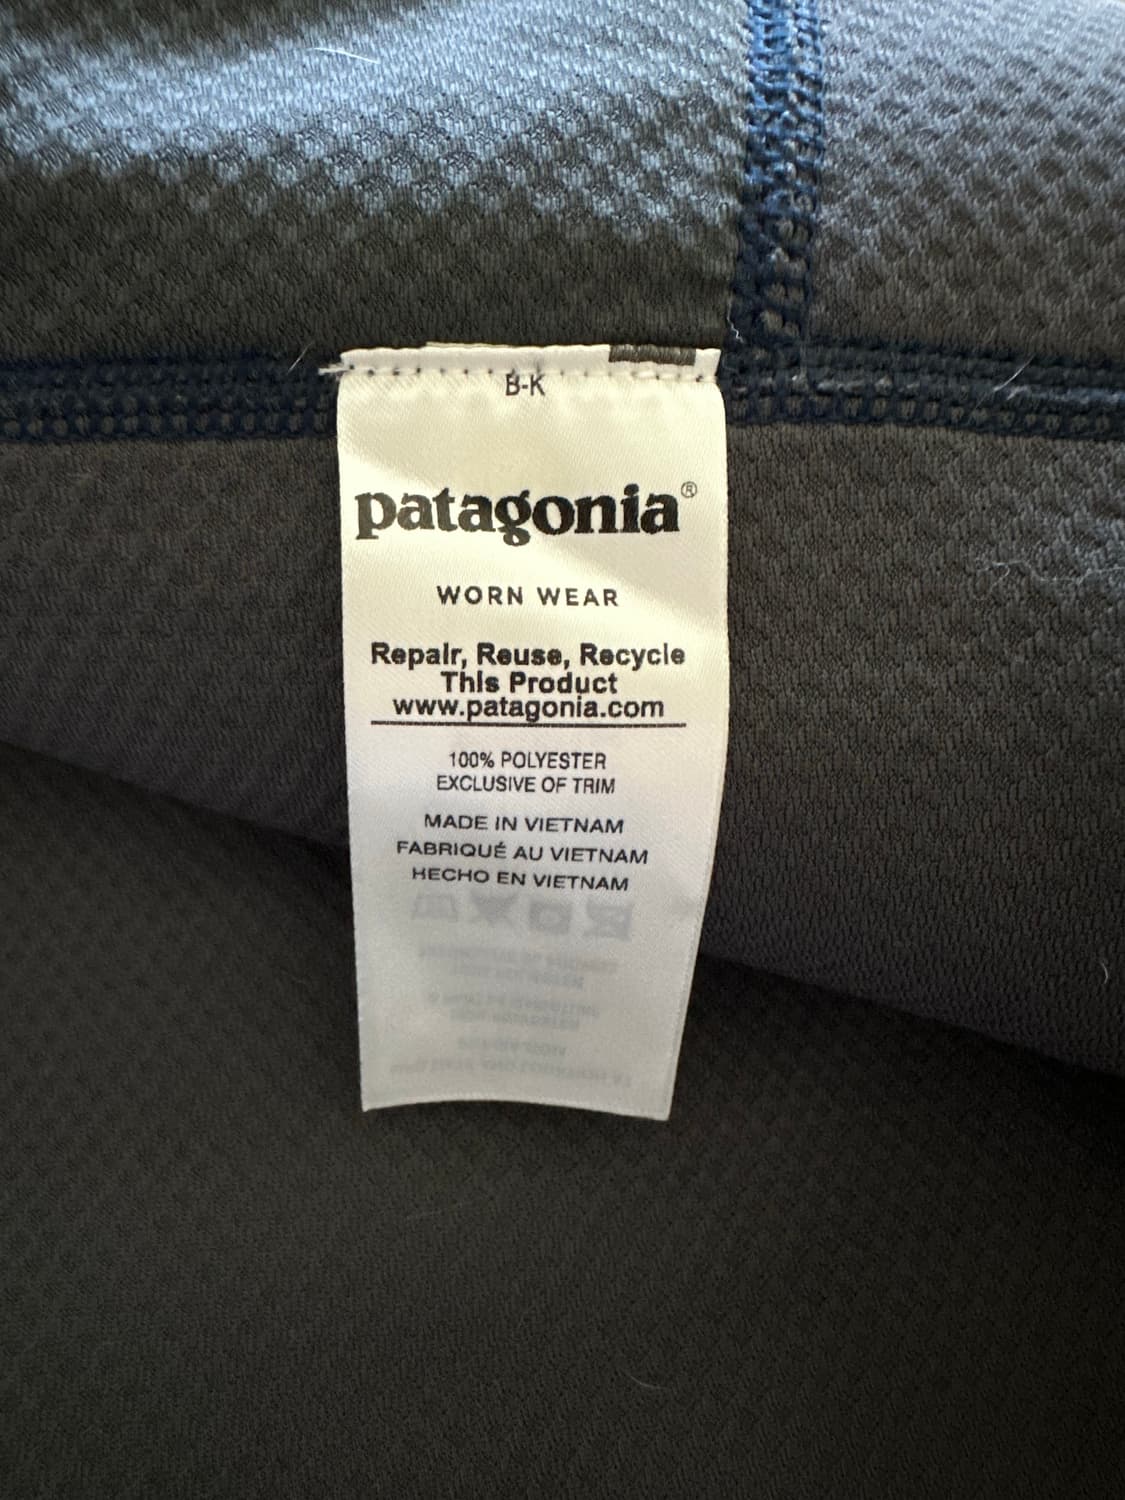 B-K
patagonia®
WORN WEAR
Repair, Reuse, Recycle
This Product
www.patagonia.com
100% POLYESTER
EXCLUSIVE OF TRIM
MADE IN VIETNAM
FABRIQUÉ AU VIETNAM
HECHO EN VIETNAM